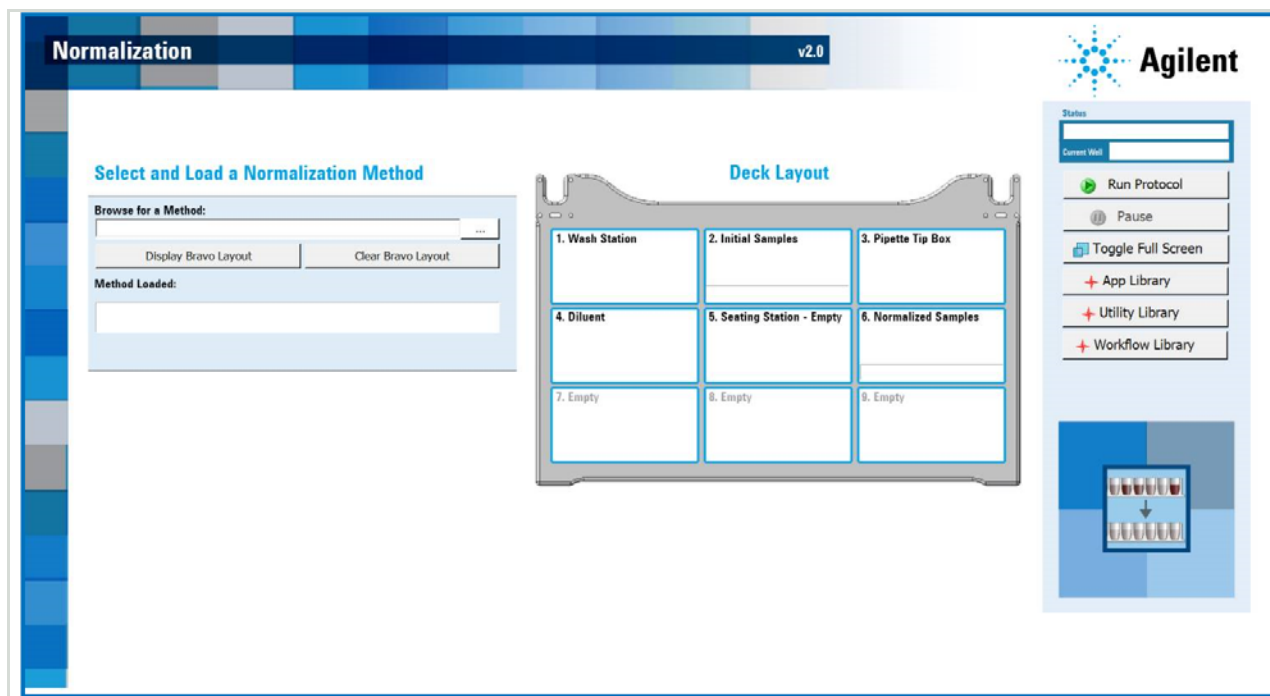 Normalization
v2.0
Agilent
Select and Load a Normalization Method
Browse for a Method:
...
Display Bravo Layout
Clear Bravo Layout
Method Loaded:
Deck Layout
1. Wash Station
2. Initial Samples
3. Pipette Tip Box
4. Diluent
5. Seating Station - Empty
6. Normalized Samples
7. Empty
8. Empty
9. Empty
Status
Current Well
Run Protocol
Pause
Toggle Full Screen
App Library
Utility Library
Workflow Library